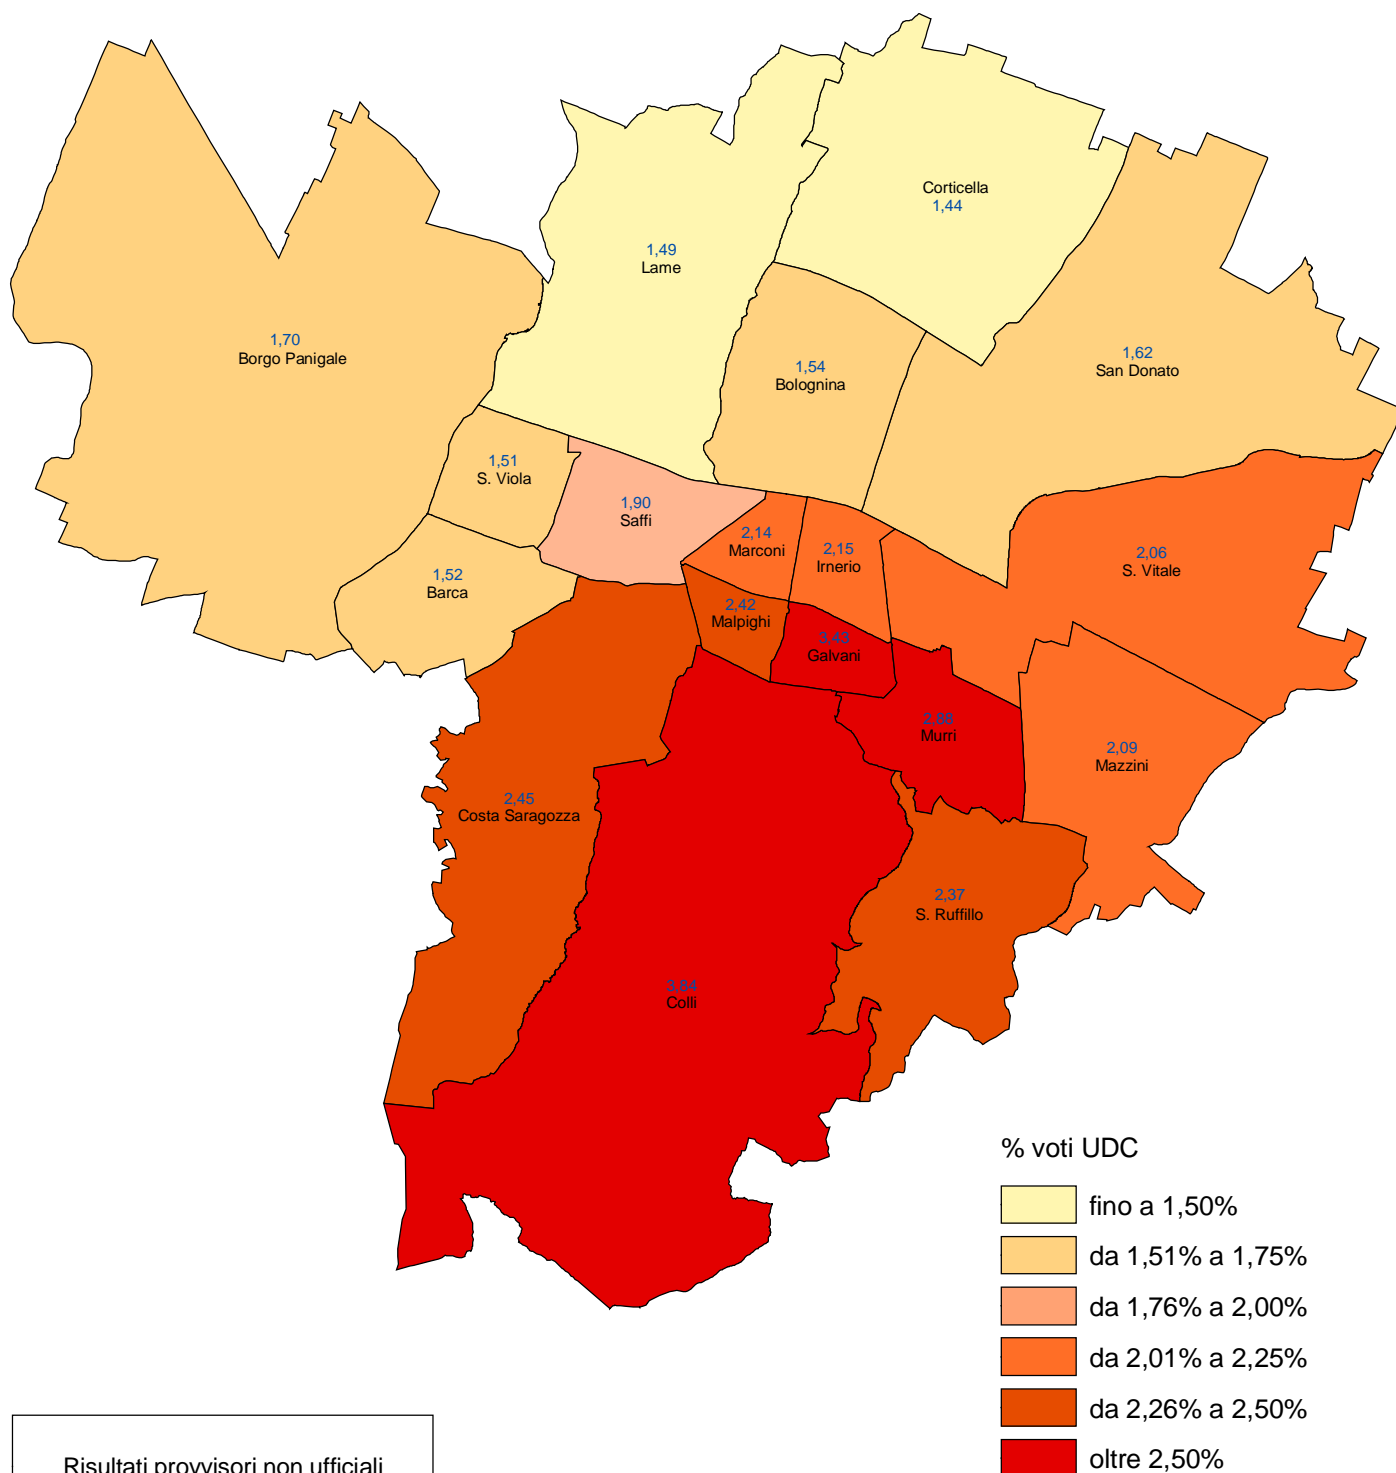 Corticella
1,44
1,49
Lame
1,70
Borgo Panigale
1,54
Bolognina
1,62
San Donato
1,51
S. Viola
1,90
Saffi
2,14
Marconi
2,15
Irnerio
2,06
S. Vitale
1,52
Barca
2,42
Malpighi
3,43
Galvani
2,88
Murri
2,09
Mazzini
2,45
Costa Saragozza
2,37
S. Ruffillo
3,84
Colli
% voti UDC
fino a 1,50%
da 1,51% a 1,75%
da 1,76% a 2,00%
da 2,01% a 2,25%
da 2,26% a 2,50%
oltre 2,50%
Risultati provvisori non ufficiali